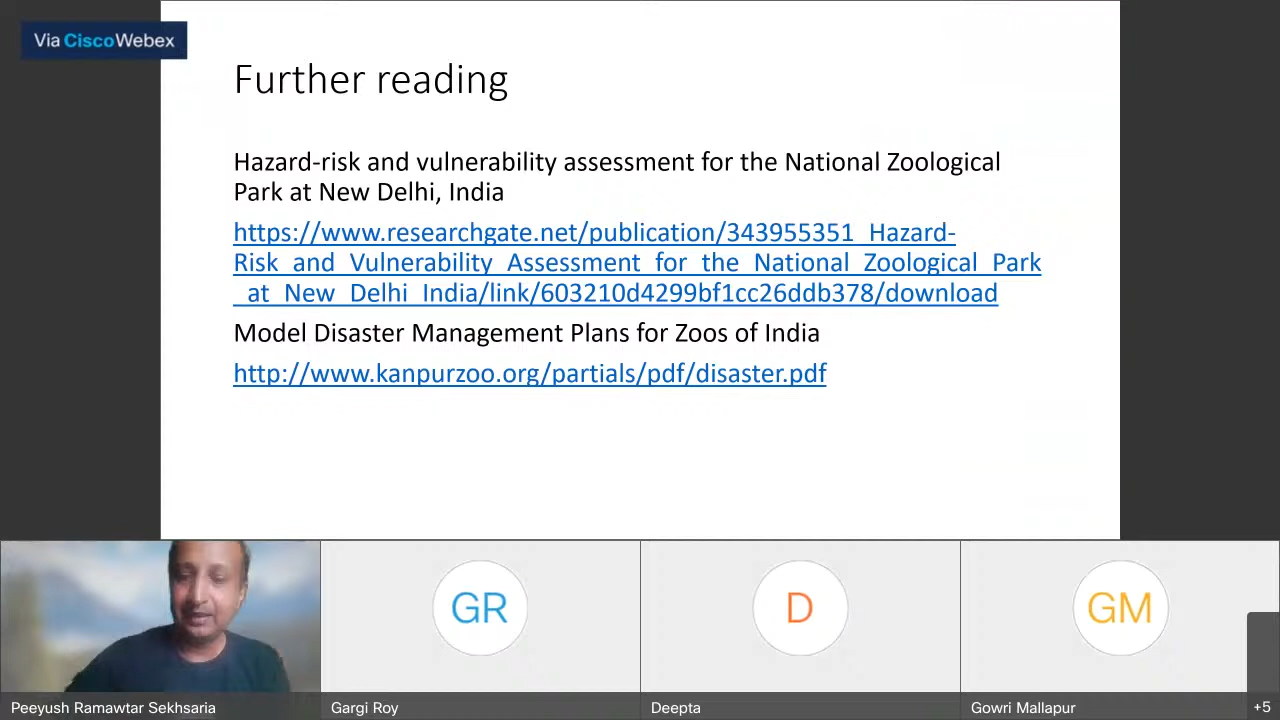 Via Cisco Webex
Further reading
Hazard-risk and vulnerability assessment for the National Zoological
Park at New Delhi, India
https://www.researchgate.net/publication/343955351_Hazard-
Risk_and_Vulnerability_Assessment_for_the_National_Zoological_Park
_at_New_Delhi_India/link/603210d4299bf1cc26ddb378/download
Model Disaster Management Plans for Zoos of India
http://www.kanpurzoo.org/partials/pdf/disaster.pdf
GR
D
GM
Peeyush Ramawtar Sekhsaria
Gargi Roy
Deepta
Gowri Mallapur
+5